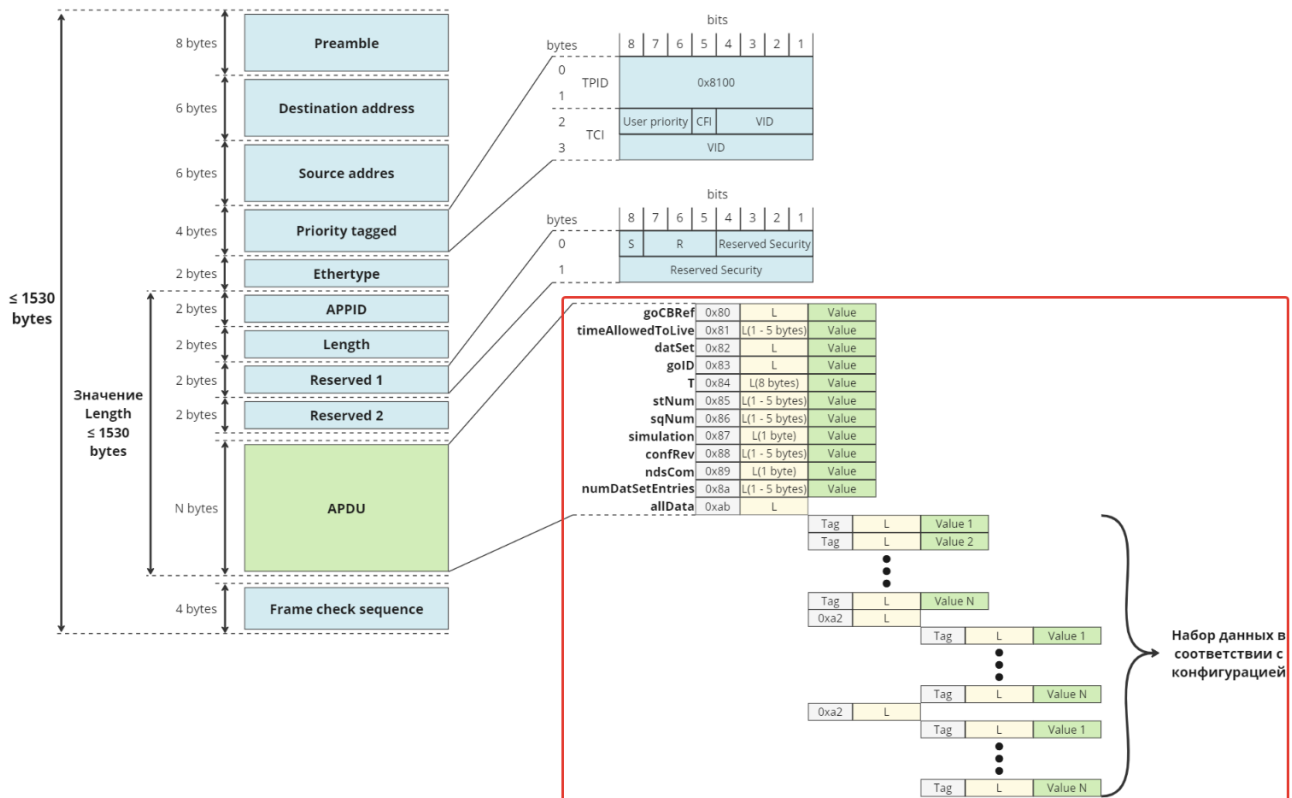 8 bytes
Preamble
6 bytes
Destination address
6 bytes
Source addres
4 bytes
Priority tagged
2 bytes
Ethertype
2 bytes
APPID
2 bytes
Length
2 bytes
Reserved 1
2 bytes
Reserved 2
N bytes
APDU
4 bytes
Frame check sequence
≤ 1530
bytes
Значение
Length
≤ 1530
bytes
bits
bytes
8 7 6 5 4 3 2 1
0
1
TPID
0x8100
2
3
TCI
User priority CFI VID
VID
bits
bytes
8 7 6 5 4 3 2 1
0
S R Reserved Security
1
Reserved Security
goCBRef 0x80 L Value
timeAllowedToLive 0x81 L(1 - 5 bytes) Value
datSet 0x82 L Value
goID 0x83 L Value
T 0x84 L(8 bytes) Value
stNum 0x85 L(1 - 5 bytes) Value
sqNum 0x86 L(1 - 5 bytes) Value
simulation 0x87 L(1 byte) Value
confRev 0x88 L(1 - 5 bytes) Value
ndsCom 0x89 L(1 byte) Value
numDatSetEntries 0x8a L(1 - 5 bytes) Value
allData 0xab L
Tag L Value 1
Tag L Value 2
Tag L Value N
0xa2 L
Tag L Value 1
Tag L Value N
0xa2 L
Tag L Value 1
Tag L Value N
Набор данных в
соответствии с
конфигурацией